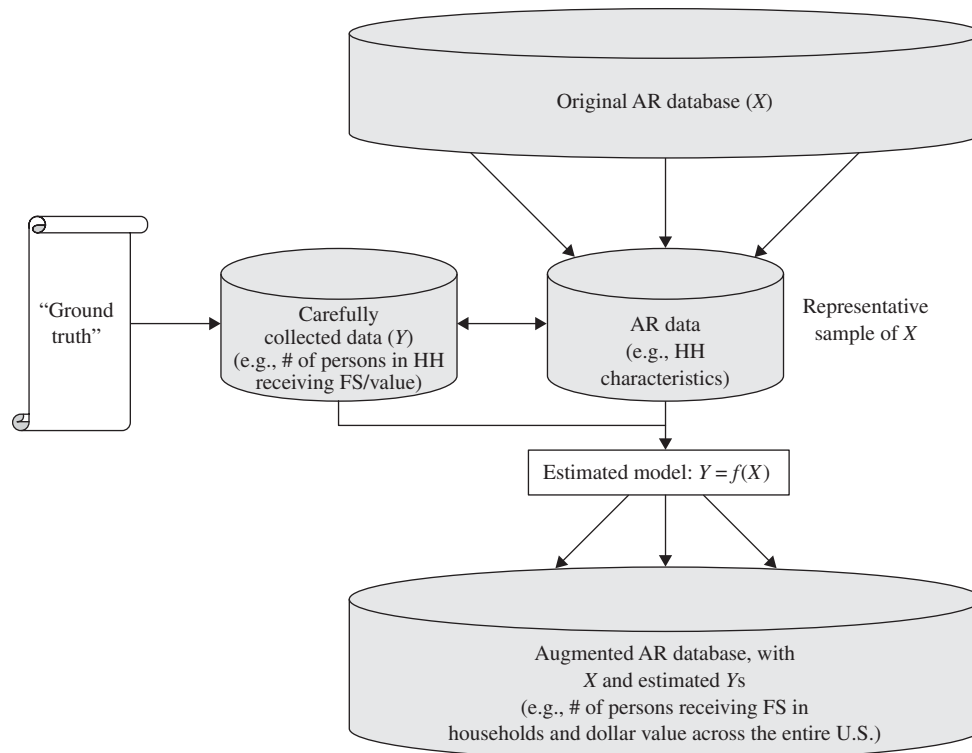 Original AR database (X)
“Ground
truth”
Carefully
collected data (Y)
(e.g., # of persons in HH
receiving FS/value)
AR data
(e.g., HH
characteristics)
Representative
sample of X
Estimated model: Y = f(X)
Augmented AR database, with
X and estimated Ys
(e.g., # of persons receiving FS in
households and dollar value across the entire U.S.)